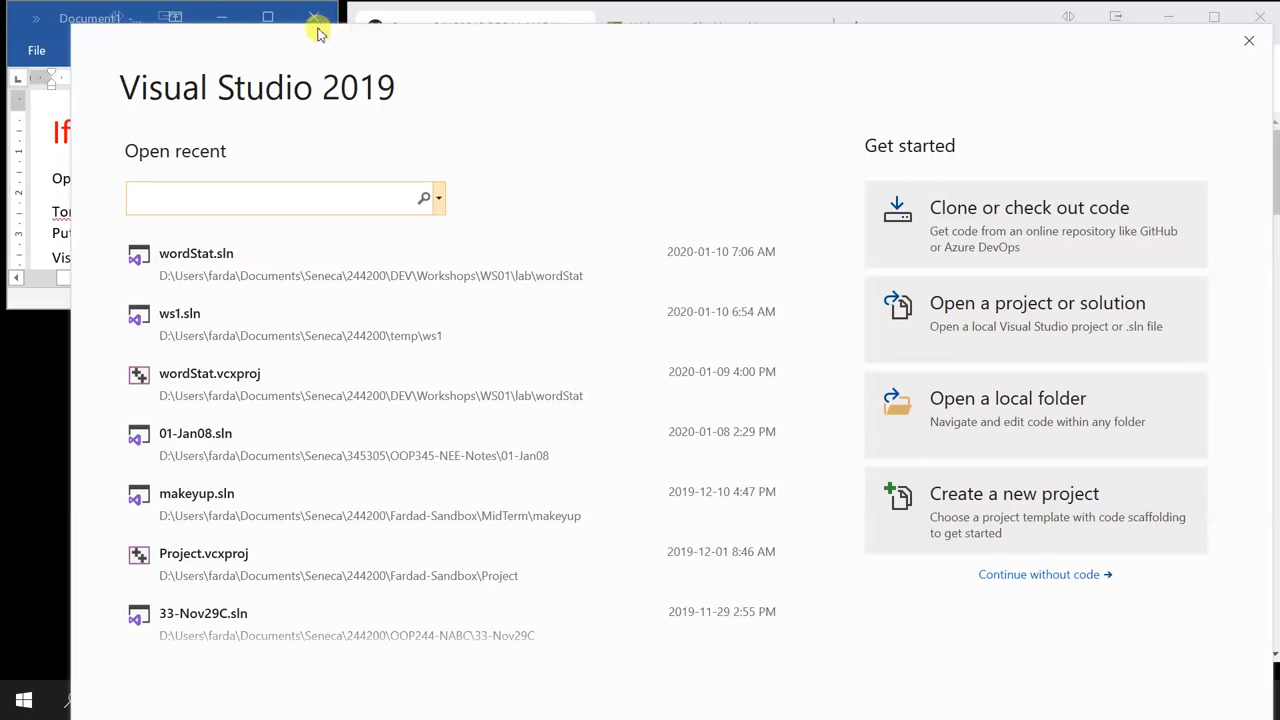 Document1 - ...
File
If
Op
Tor
Put
Vis
Visual Studio 2019
Open recent
wordStat.sln
2020-01-10 7:06 AM
D:\Users\farda\Documents\Seneca\244200\DEV\Workshops\WS01\lab\wordStat
ws1.sln
2020-01-10 6:54 AM
D:\Users\farda\Documents\Seneca\244200\temp\ws1
wordStat.vcxproj
2020-01-09 4:00 PM
D:\Users\farda\Documents\Seneca\244200\DEV\Workshops\WS01\lab\wordStat
01-Jan08.sln
2020-01-08 2:29 PM
D:\Users\farda\Documents\Seneca\345305\OOP345-NEE-Notes\01-Jan08
makeyup.sln
2019-12-10 4:47 PM
D:\Users\farda\Documents\Seneca\244200\Fardad-Sandbox\MidTerm\makeyup
Project.vcxproj
2019-12-01 8:46 AM
D:\Users\farda\Documents\Seneca\244200\Fardad-Sandbox\Project
33-Nov29C.sln
2019-11-29 2:55 PM
D:\Users\farda\Documents\Seneca\244200\OOP244-NABC\33-Nov29C
Get started
Clone or check out code
Get code from an online repository like GitHub
or Azure DevOps
Open a project or solution
Open a local Visual Studio project or .sln file
Open a local folder
Navigate and edit code within any folder
Create a new project
Choose a project template with code scaffolding
to get started
Continue without code